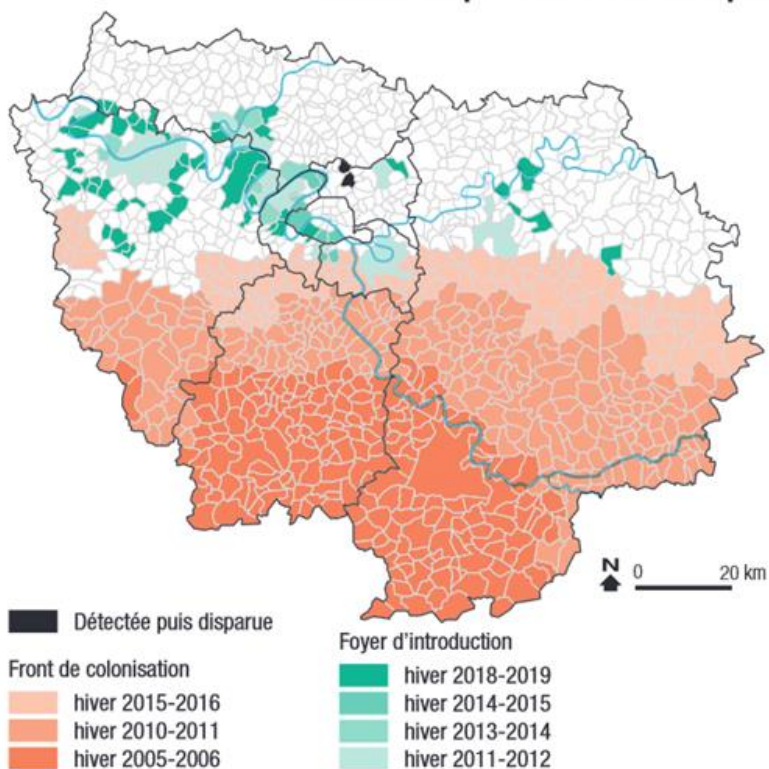 N 0 20 km
Détectée puis disparue
Front de colonisation
hiver 2015-2016
hiver 2010-2011
hiver 2005-2006
Foyer d'introduction
hiver 2018-2019
hiver 2014-2015
hiver 2013-2014
hiver 2011-2012